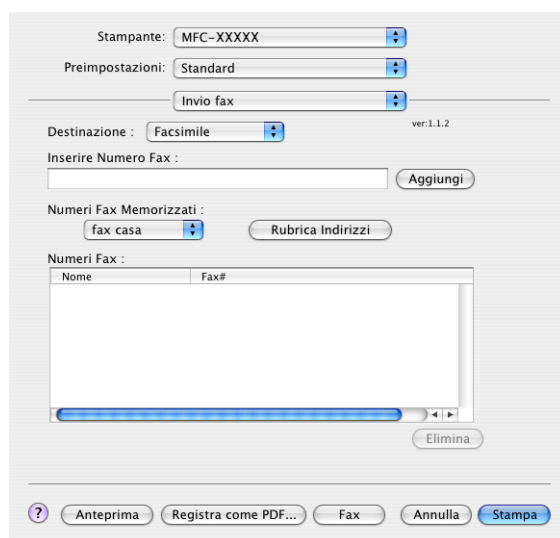 Stampante: MFC-XXXXX
Preimpostazioni: Standard
Invio fax
Destinazione : Facsimile
ver:1.1.2
Inserire Numero Fax :
Aggiungi
Numeri Fax Memorizzati :
fax casa Rubrica Indirizzi
Numeri Fax :
Nome Fax#
Elimina
? Anteprima Registra come PDF... Fax Annulla Stampa